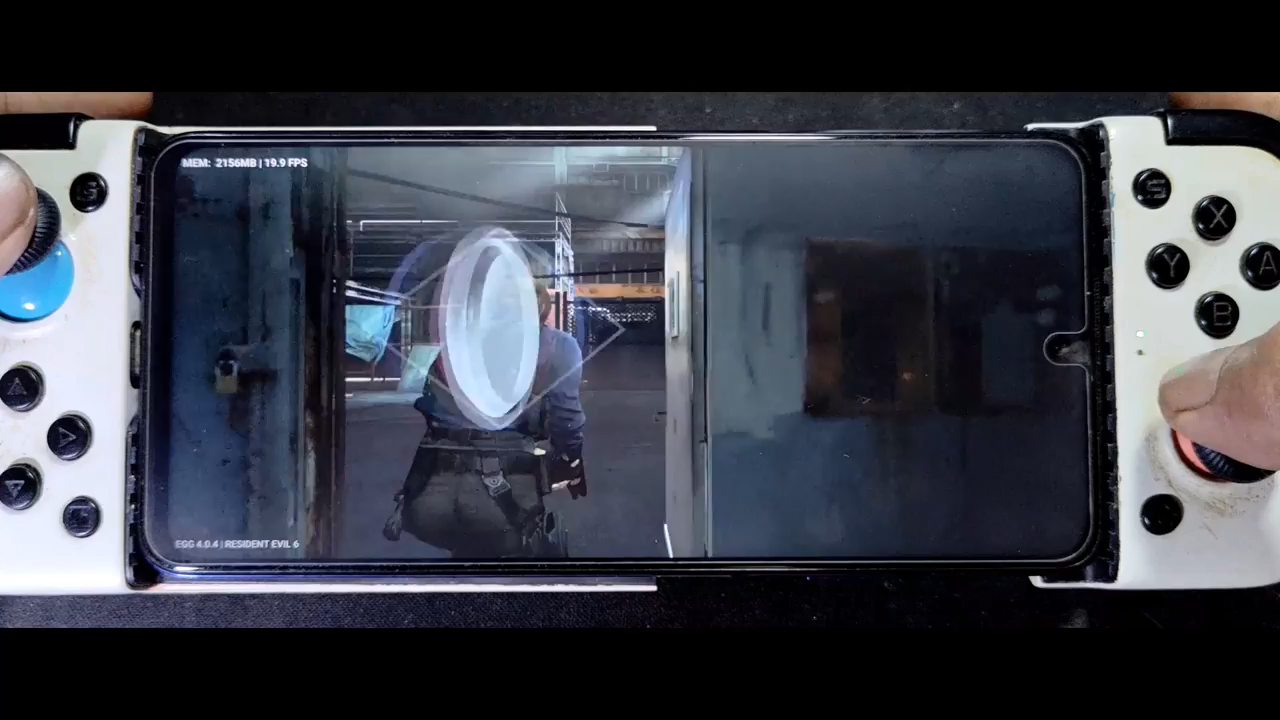 MEM: 2156MB | 19.9 FPS
S
S
X
Y
A
B
EGG 4.0.4 | RESIDENT EVIL 6